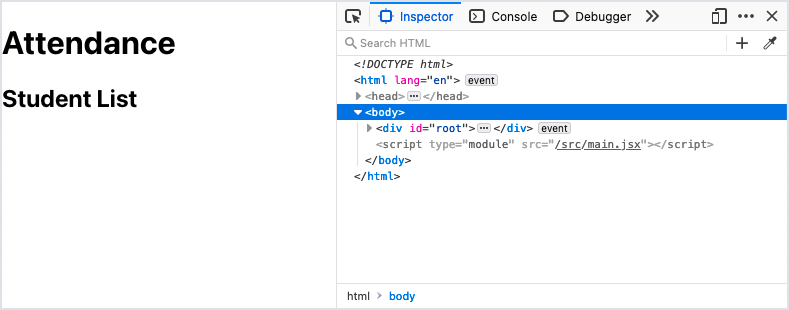 Attendance
Student List
Inspector
Console
Debugger
Search HTML
<!DOCTYPE html>
<html lang="en"> event
<head> ··· </head>
<body>
<div id="root"> ··· </div> event
<script type="module" src="/src/main.jsx"></script>
</body>
</html>
html > body